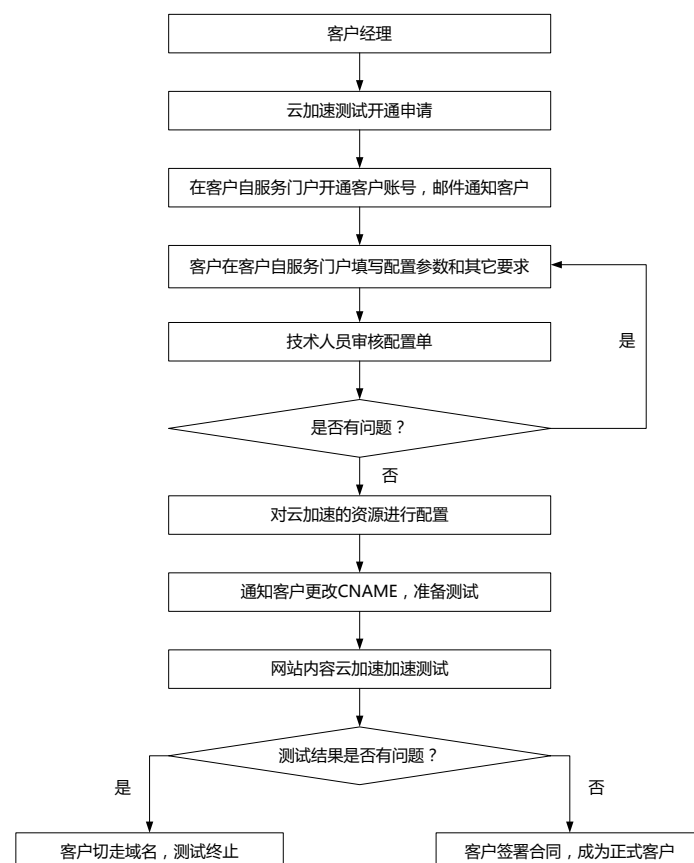 客户经理
云加速测试开通申请
在客户自服务门户开通客户账号，邮件通知客户
客户在客户自服务门户填写配置参数和其它要求
技术人员审核配置单
是
是否有问题？
否
对云加速的资源进行配置
通知客户更改CNAME，准备测试
网站内容云加速加速测试
测试结果是否有问题？
是
否
客户切走域名，测试终止
客户签署合同，成为正式客户